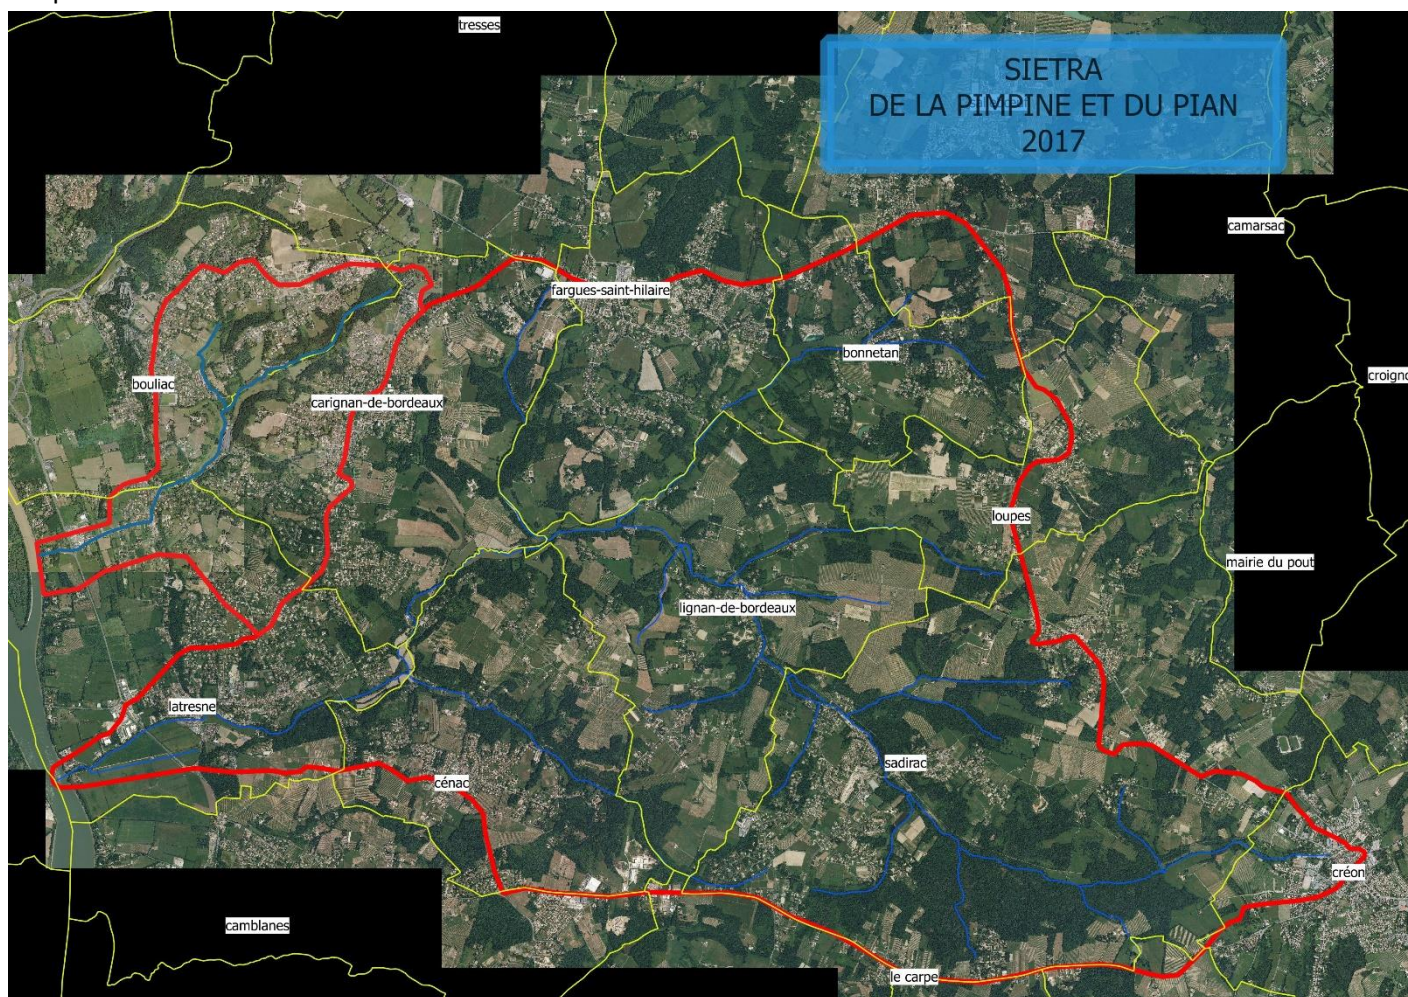 tresses
SIETRA
DE LA PIMPINE ET DU PIAN
2017
camarsac
fargues-saint-hilaire
bonnetan
bouliac
croigno
carignan-de-bordeaux
loupes
mairie du pout
lignan-de-bordeaux
latresne
sadirac
cénac
créon
camblanes
le carpe